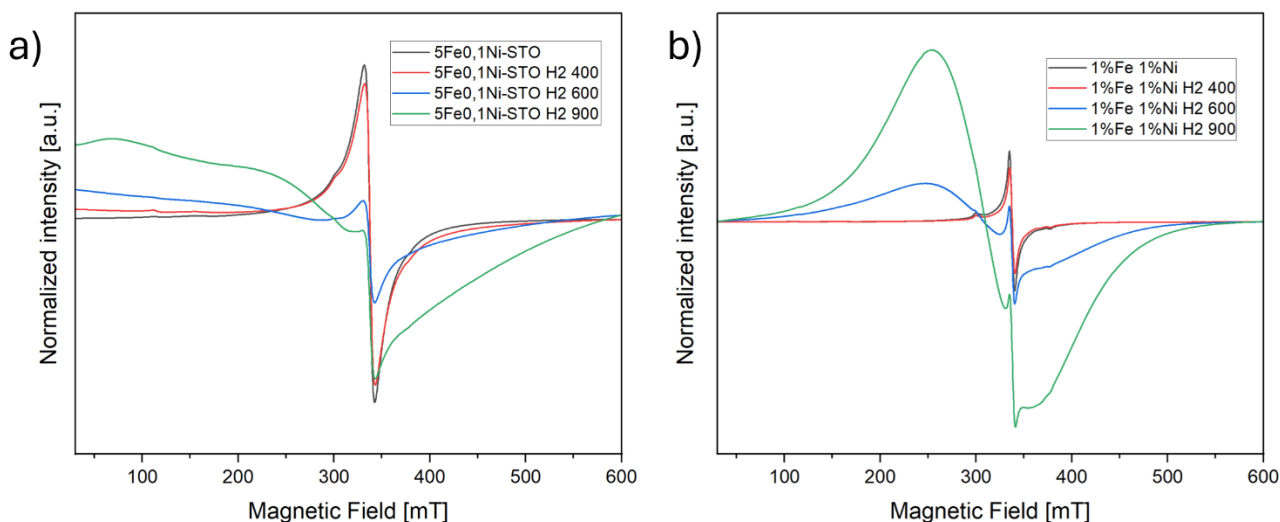 a)
5Fe0,1Ni-STO
5Fe0,1Ni-STO H2 400
5Fe0,1Ni-STO H2 600
5Fe0,1Ni-STO H2 900
Normalized intensity [a.u.]
100 200 300 400 500 600
Magnetic Field [mT]
b)
1%Fe 1%Ni
1%Fe 1%Ni H2 400
1%Fe 1%Ni H2 600
1%Fe 1%Ni H2 900
Normalized intensity [a.u.]
100 200 300 400 500 600
Magnetic Field [mT]